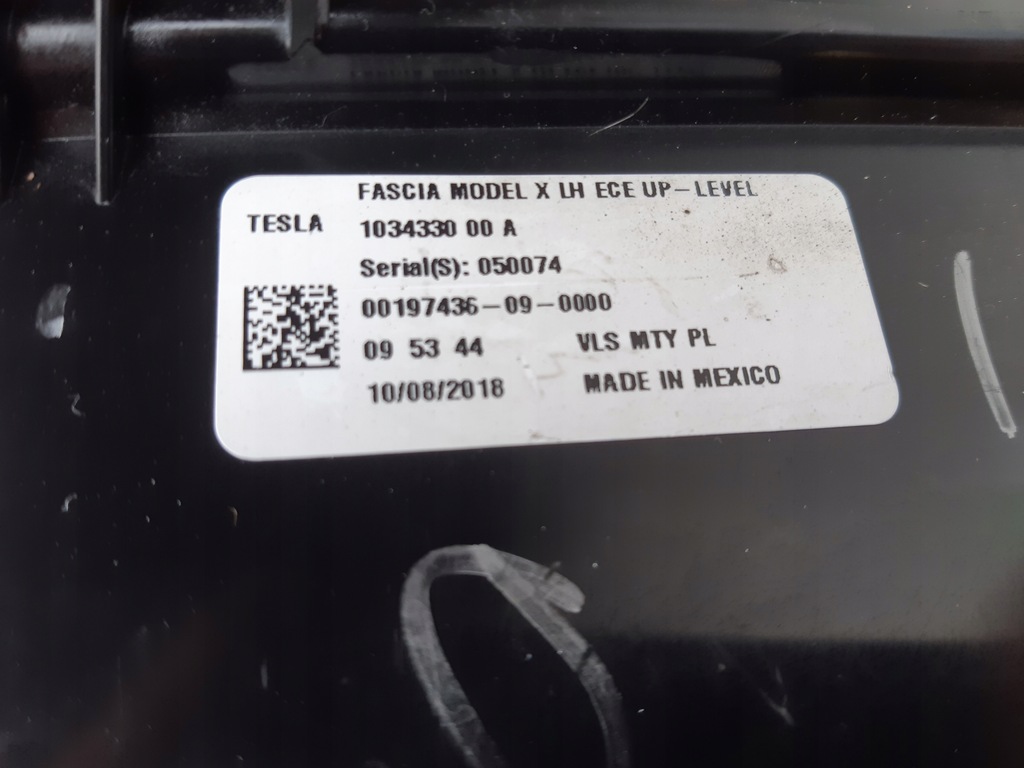 FASCIA MODEL X LH ECE UP-LEVEL
TESLA 1034330 00 A
Serial(S): 050074
00197436-09-0000
09 53 44 VLS MTY PL
10/08/2018 MADE IN MEXICO